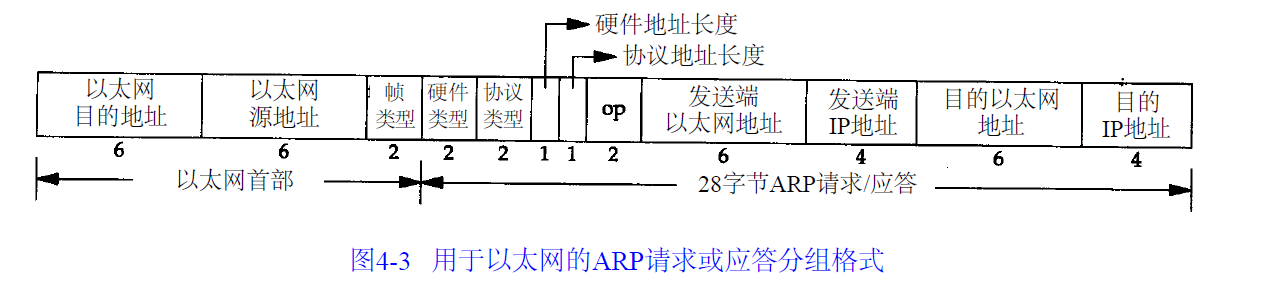 硬件地址长度
协议地址长度
以太网
目的地址
以太网
源地址
帧
类型
硬件
类型
协议
类型
op
发送端
以太网地址
发送端
IP地址
目的以太网
地址
目的
IP地址
6 6 2 2 2 1 1 2 6 4 6 4
以太网首部 28字节ARP请求/应答
图4-3 用于以太网的ARP请求或应答分组格式